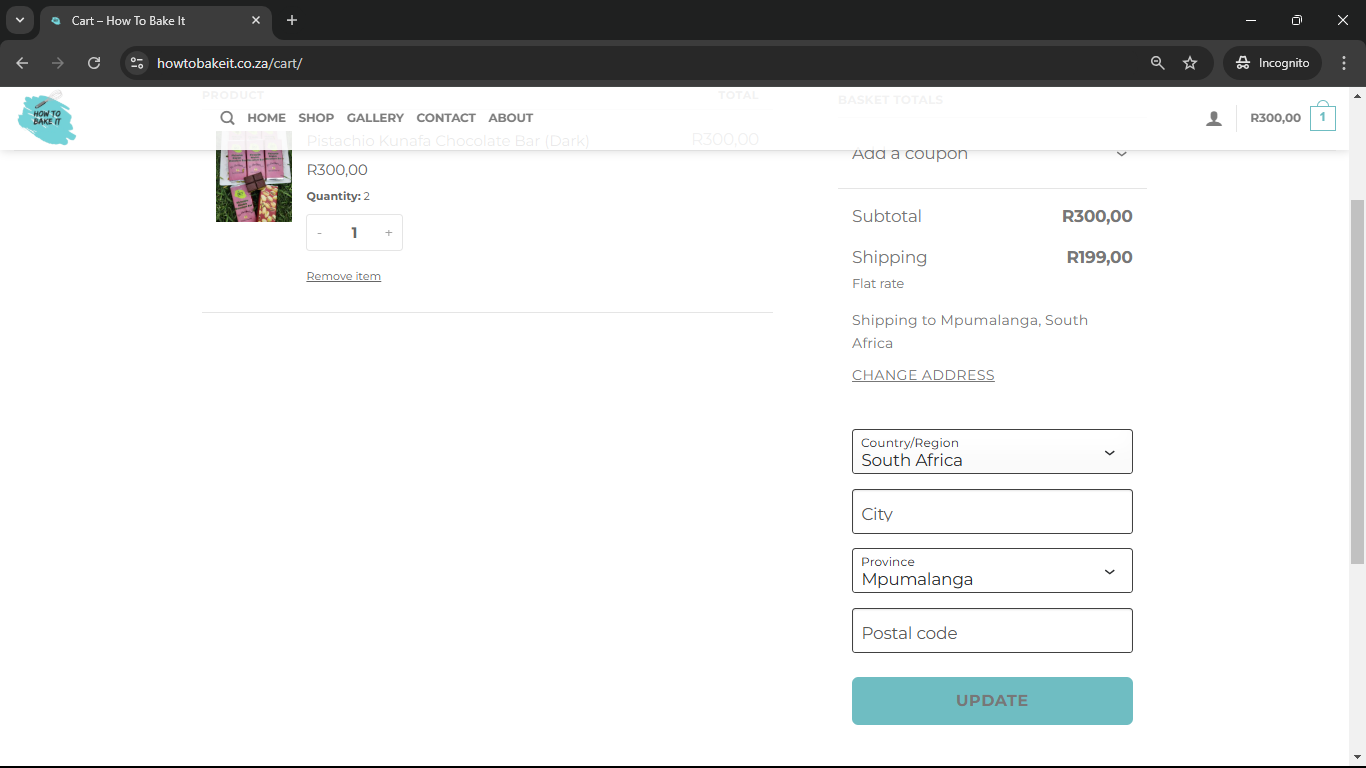 Cart – How To Bake It
howtobakeit.co.za/cart/
Incognito
PRODUCT
TOTAL
BASKET TOTALS
HOW TO
BAKE IT
HOME
SHOP
GALLERY
CONTACT
ABOUT
R300,00
1
Pistachio Kunafa Chocolate Bar (Dark)
R300,00
R300,00
Quantity: 2
- 1 +
Remove item
Add a coupon
Subtotal
R300,00
Shipping
R199,00
Flat rate
Shipping to Mpumalanga, South
Africa
CHANGE ADDRESS
Country/Region
South Africa
City
Province
Mpumalanga
Postal code
UPDATE